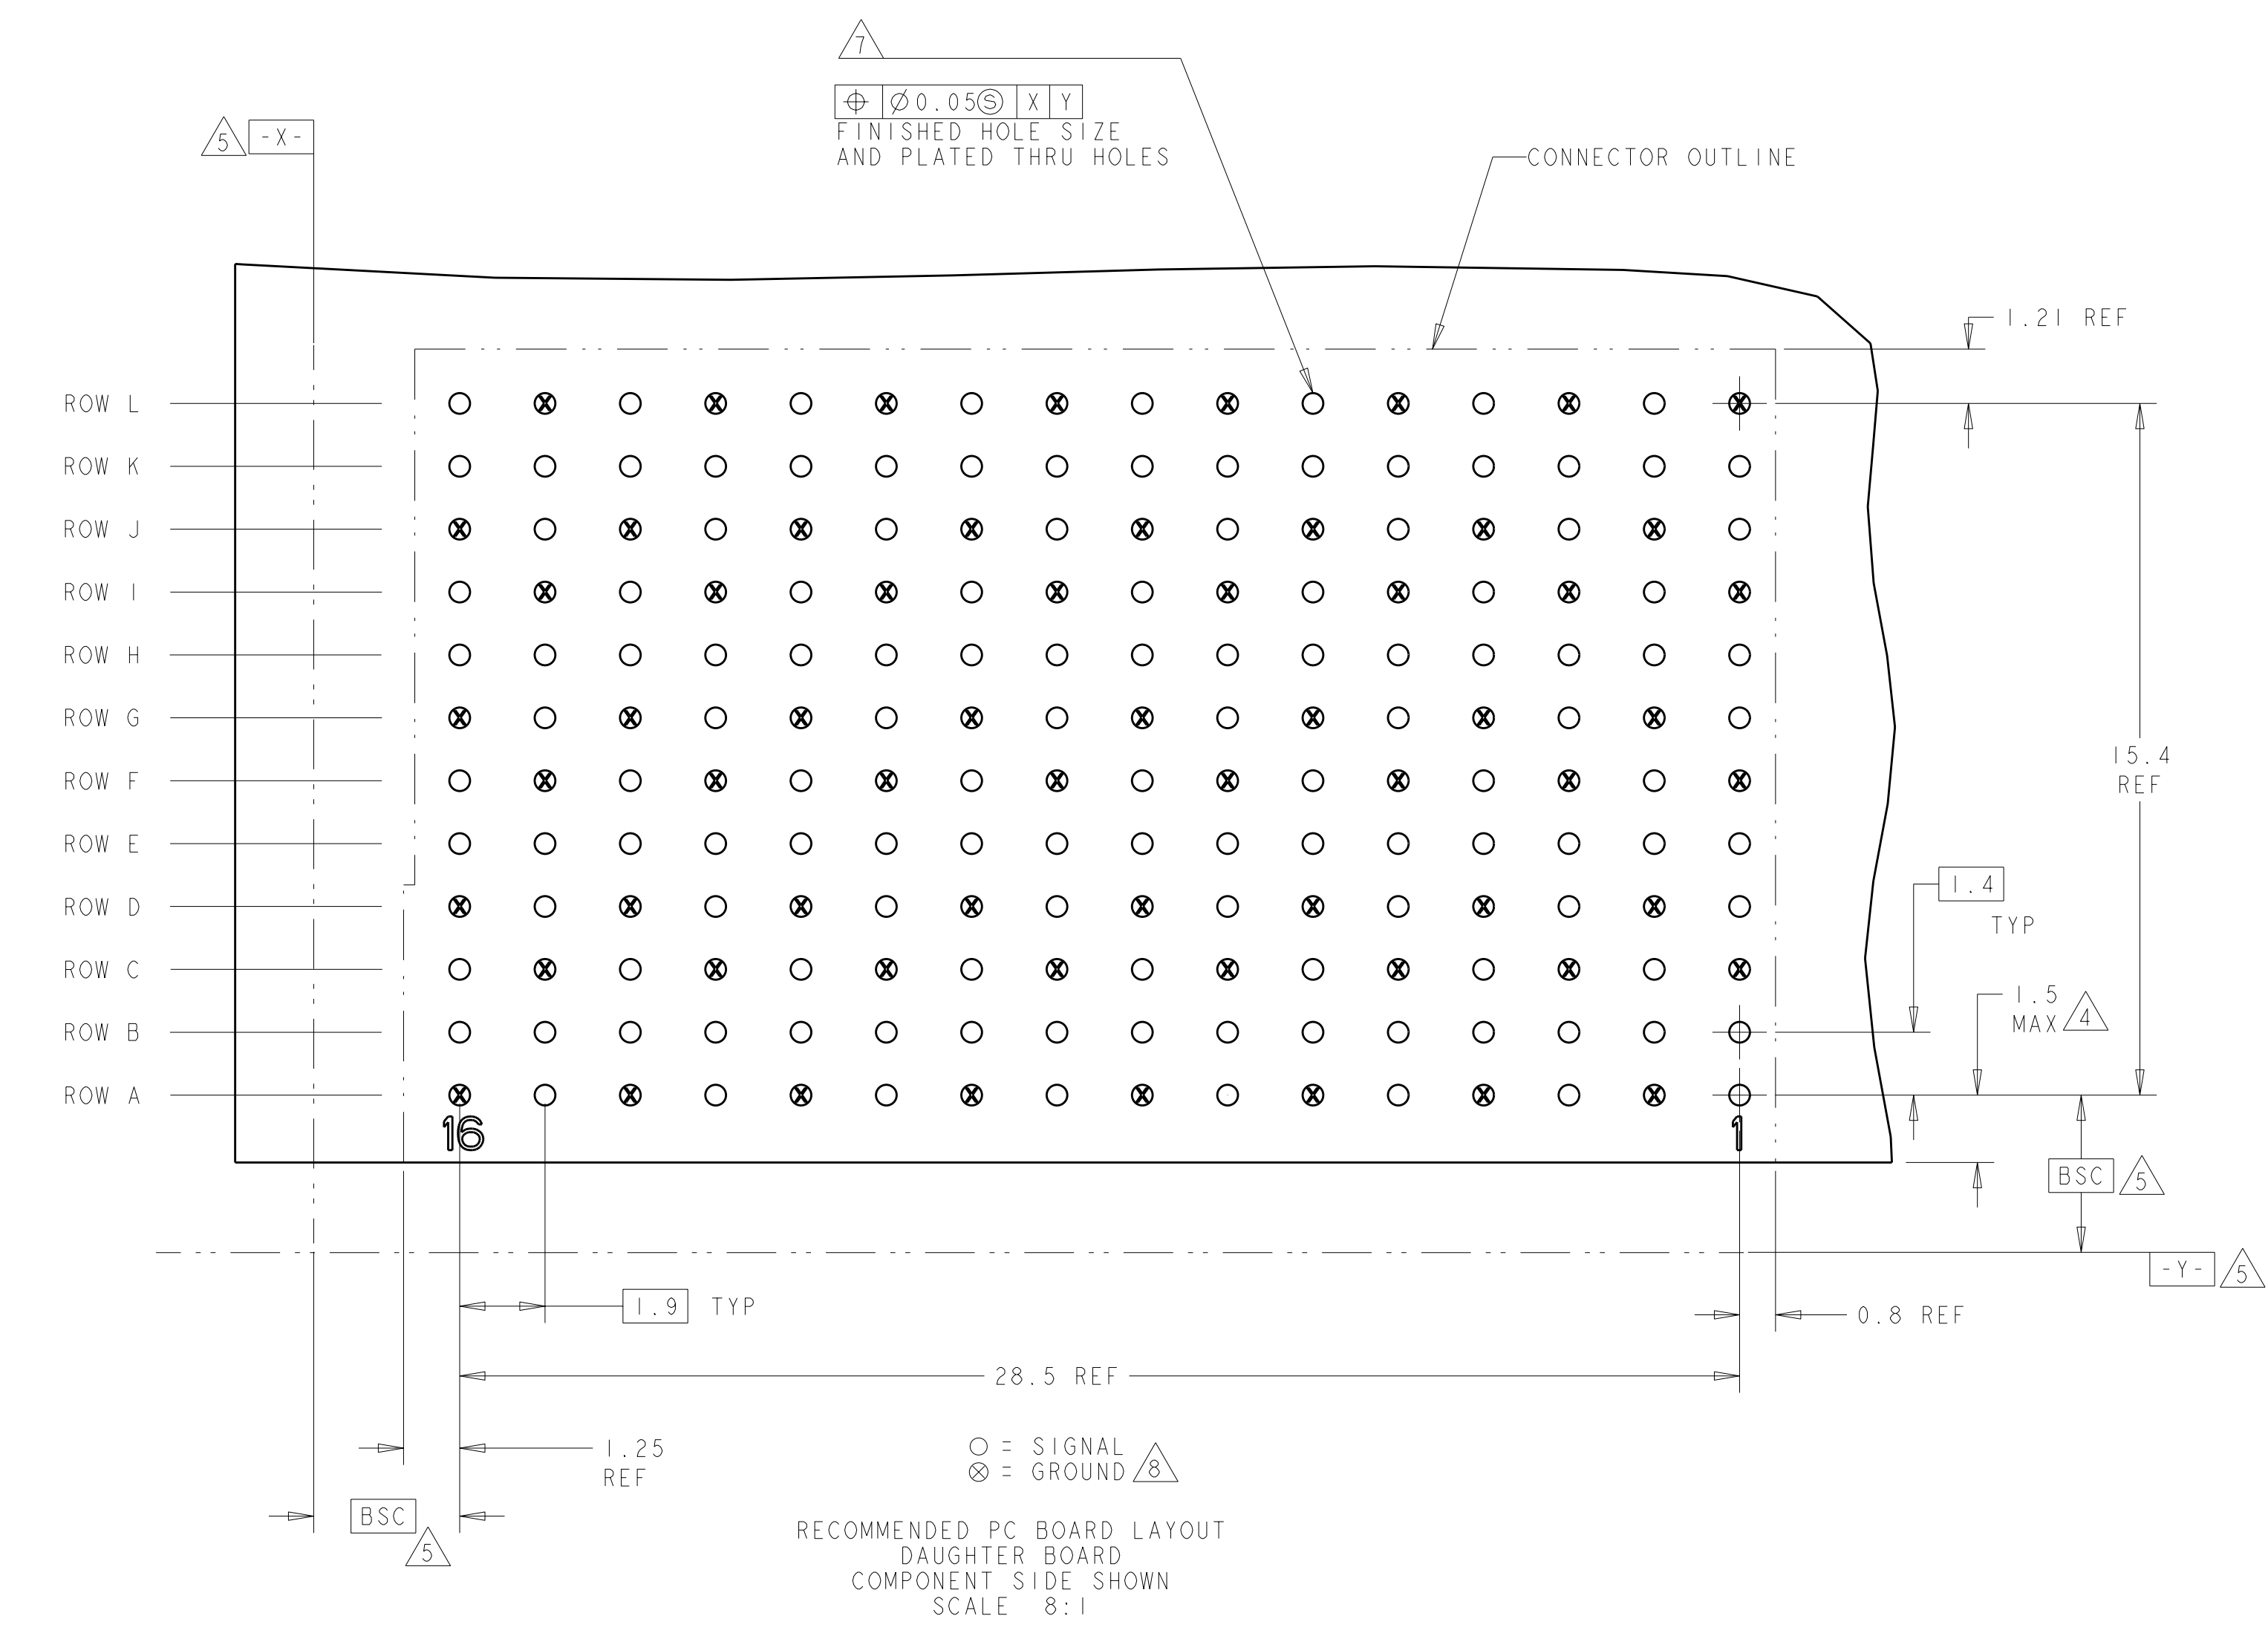 7
⌖ ⌀0.05Ⓢ X Y
FINISHED HOLE SIZE
AND PLATED THRU HOLES
5 -X-
CONNECTOR OUTLINE
1.21 REF
ROW L
ROW K
ROW J
ROW I
ROW H
ROW G
ROW F
ROW E
ROW D
ROW C
ROW B
ROW A
15.4
REF
1.4
TYP
1.5
MAX 4
16
1
BSC 5
-Y- 5
1.9 TYP
0.8 REF
28.5 REF
1.25
REF
BSC
5
= SIGNAL
= GROUND 8
RECOMMENDED PC BOARD LAYOUT
DAUGHTER BOARD
COMPONENT SIDE SHOWN
SCALE 8:1